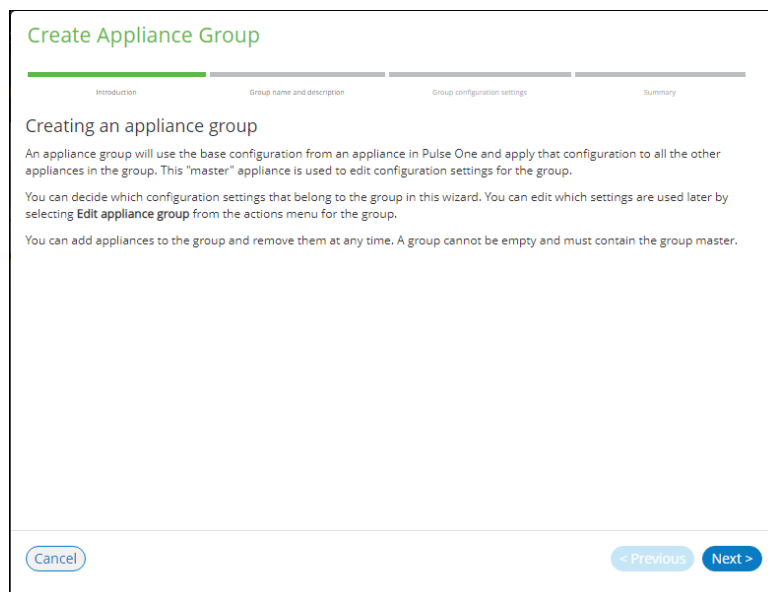 Create Appliance Group
Introduction
Group name and description
Group configuration settings
Summary
Creating an appliance group
An appliance group will use the base configuration from an appliance in Pulse One and apply that configuration to all the other
appliances in the group. This "master" appliance is used to edit configuration settings for the group.
You can decide which configuration settings that belong to the group in this wizard. You can edit which settings are used later by
selecting Edit appliance group from the actions menu for the group.
You can add appliances to the group and remove them at any time. A group cannot be empty and must contain the group master.
Cancel
< Previous
Next >